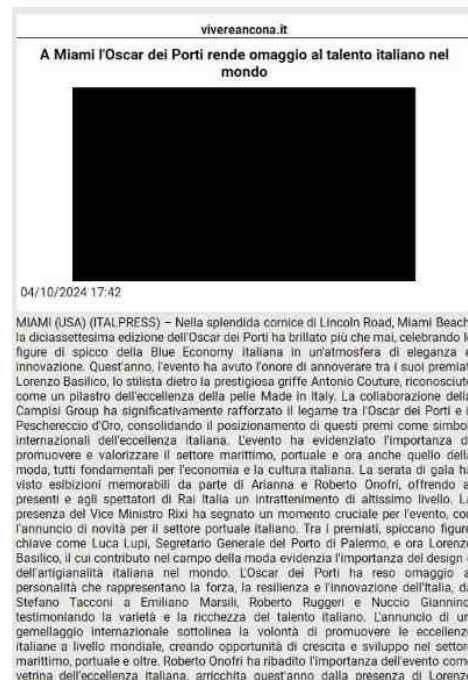 vivereancona.it
A Miami l'Oscar dei Porti rende omaggio al talento italiano nel
mondo
04/10/2024 17:42
MIAMI (USA) (ITALPRESS) – Nella splendida cornice di Lincoln Road, Miami Beach
la diciassettesima edizione dell'Oscar dei Porti ha brillato più che mai, celebrando
figure di spicco della Blue Economy italiana in un'atmosfera di eleganza
innovazione. Quest'anno, l'evento ha avuto l'onore di annoverare tra i suoi premiat
Lorenzo Basilico, lo stilista dietro la prestigiosa griffe Antonio Couture, riconosciut
come un pilastro dell'eccellenza della pelle Made in Italy. La collaborazione della
Campisi Group ha significativamente rafforzato il legame tra l'Oscar dei Porti e
Peschereccio d'Oro, consolidando il posizionamento di questi premi come simbol
internazionali dell'eccellenza italiana. L'evento ha evidenziato l'importanza d
promuovere e valorizzare il settore marittimo, portuale e ora anche quello della
moda, tutti fondamentali per l'economia e la cultura italiana. La serata di gala ha
visto esibizioni memorabili da parte di Arianna e Roberto Onofri, offrendo a
presenti e agli spettatori di Rai Italia un intrattenimento di altissimo livello. La
presenza del Vice Ministro Rixi ha segnato un momento cruciale per l'evento, con
l'annuncio di novità per il settore portuale italiano. Tra i premiati, spiccano figure
chiave come Luca Lupi, Segretario Generale del Porto di Palermo, e ora Lorenzo
Basilico, il cui contributo nel campo della moda evidenzia l'importanza del design
dell'artigianalità italiana nel mondo. L'Oscar dei Porti ha reso omaggio a
personalità che rappresentano la forza, la resilienza e l'innovazione dell'Italia, da
Stefano Tacconi a Emiliano Marsili, Roberto Ruggeri e Nuccio Giannino,
testimoniando la varietà e la ricchezza del talento italiano. L'annuncio di un
gemellaggio internazionale sottolinea la volontà di promuovere le eccellenze
italiane a livello mondiale, creando opportunità di crescita e sviluppo nel settore
marittimo, portuale e oltre. Roberto Onofri ha ribadito l'importanza dell'evento come
vetrina dell'eccellenza italiana, arricchita quest'anno dalla presenza di Lorenzo